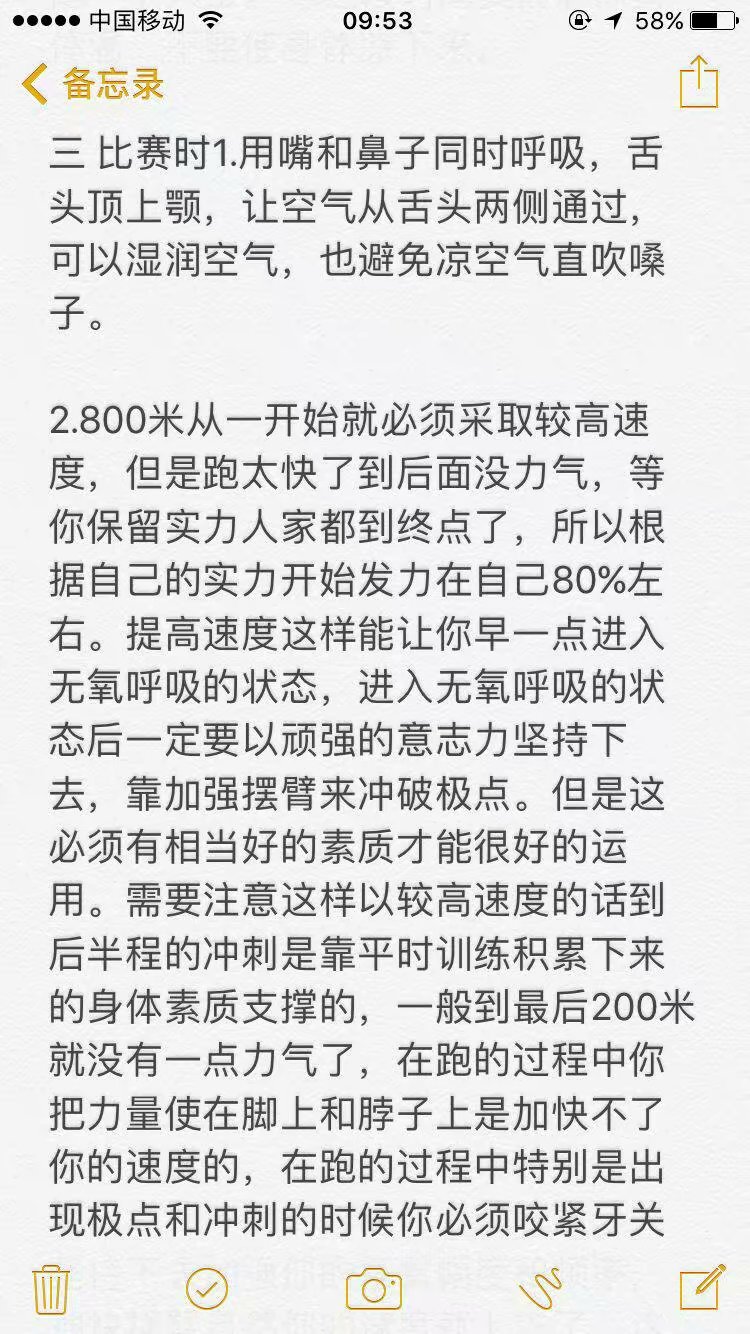 中国移动 09:53 58%
备忘录
三 比赛时1.用嘴和鼻子同时呼吸，舌
头顶上颚，让空气从舌头两侧通过，
可以湿润空气，也避免凉空气直吹嗓
子。
2.800米从一开始就必须采取较高速
度，但是跑太快了到后面没力气，等
你保留实力人家都到终点了，所以根
据自己的实力开始发力在自己80%左
右。提高速度这样能让你早一点进入
无氧呼吸的状态，进入无氧呼吸的状
态后一定要以顽强的意志力坚持下
去，靠加强摆臂来冲破极点。但是这
必须有相当好的素质才能很好的运
用。需要注意这样以较高速度的话到
后半程的冲刺是靠平时训练积累下来
的身体素质支撑的，一般到最后200米
就没有一点力气了，在跑的过程中你
把力量使在脚上和脖子上是加快不了
你的速度的，在跑的过程中特别是出
现极点和冲刺的时候你必须咬紧牙关